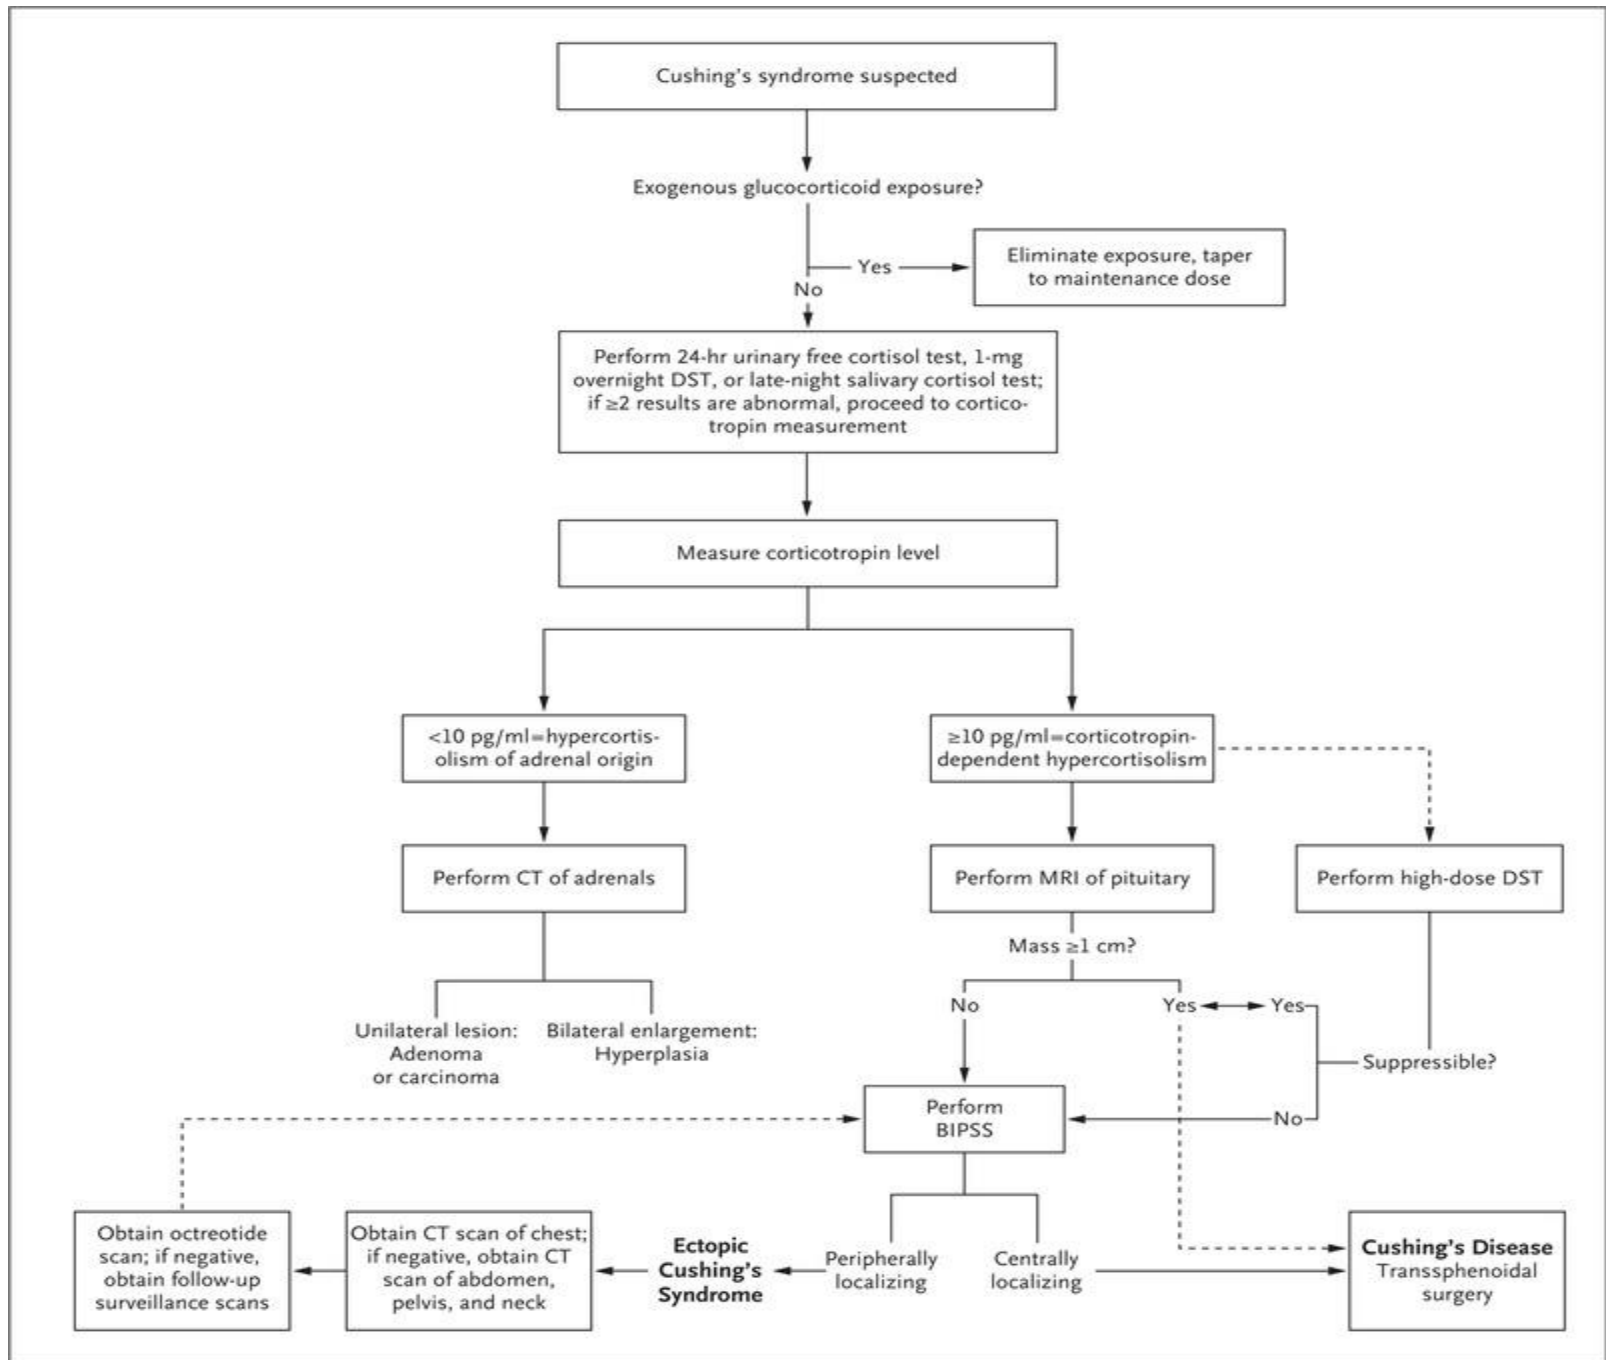 Cushing's syndrome suspected
Exogenous glucocorticoid exposure?
Yes
Eliminate exposure, taper
to maintenance dose
No
Perform 24-hr urinary free cortisol test, 1-mg
overnight DST, or late-night salivary cortisol test;
if ≥2 results are abnormal, proceed to cortico-
tropin measurement
Measure corticotropin level
<10 pg/ml=hypercortis-
olism of adrenal origin
≥10 pg/ml=corticotropin-
dependent hypercortisolism
Perform CT of adrenals
Perform MRI of pituitary
Perform high-dose DST
Mass ≥1 cm?
No
Yes
Yes
Unilateral lesion:
Adenoma
or carcinoma
Bilateral enlargement:
Hyperplasia
Suppressible?
Perform
BIPSS
No
Obtain octreotide
scan; if negative,
obtain follow-up
surveillance scans
Obtain CT scan of chest;
if negative, obtain CT
scan of abdomen,
pelvis, and neck
Ectopic
Cushing's
Syndrome
Peripherally
localizing
Centrally
localizing
Cushing's Disease
Transsphenoidal
surgery